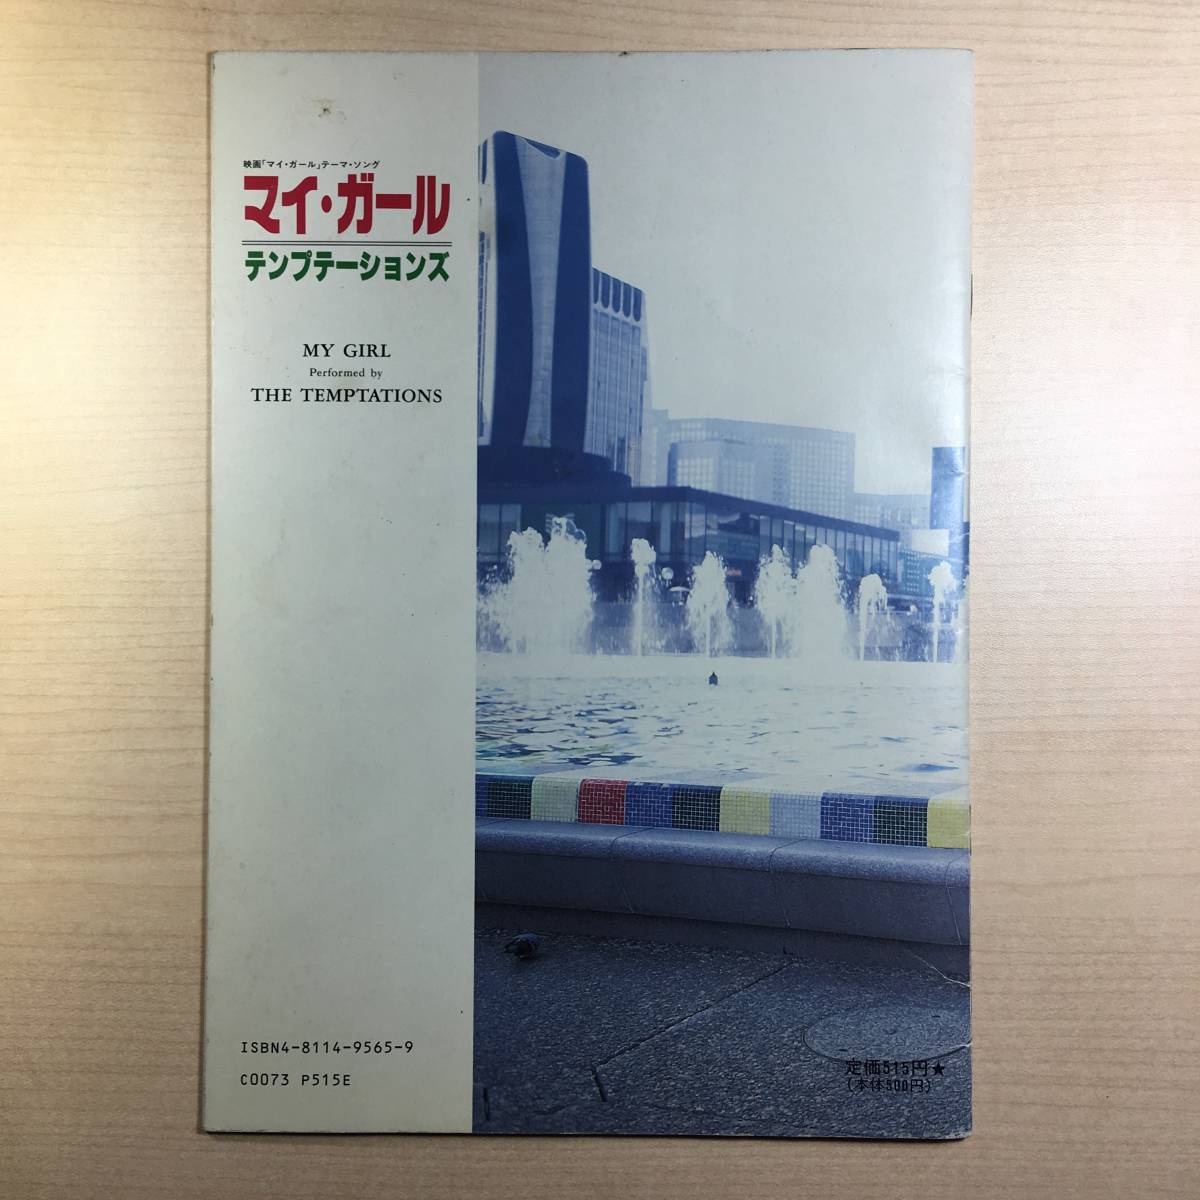 映画「マイ・ガール」テーマ・ソング
マイ・ガール
テンプテーションズ
MY GIRL
Performed by
THE TEMPTATIONS
ISBN4-8114-9565-9
C0073 P515E
定価515円★
(本体500円)